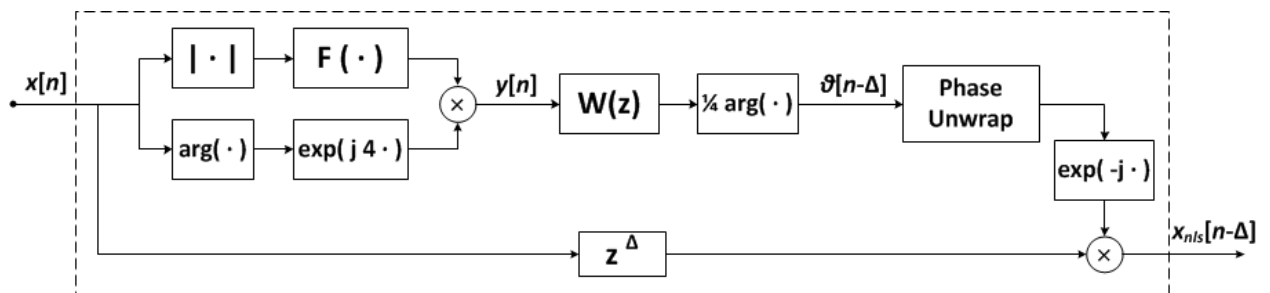 x[n]
| · |
F ( · )
arg( · )
exp( j 4 · )
×
y[n]
W(z)
¼ arg( · )
ϑ[n-Δ]
Phase
Unwrap
exp( -j · )
z^Δ
×
x_nls[n-Δ]